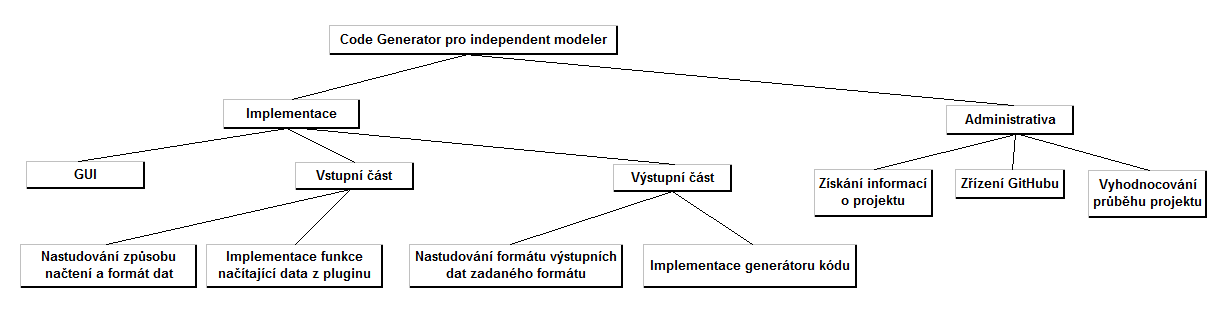 Code Generator pro independent modeler
Implementace
Administrativa
GUI
Vstupní část
Výstupní část
Získání informací
o projektu
Zřízení GitHubu
Vyhodnocování
průběhu projektu
Nastudování způsobu
načtení a formát dat
Implementace funkce
načítající data z pluginu
Nastudování formátu výstupních
dat zadaného formátu
Implementace generátoru kódu